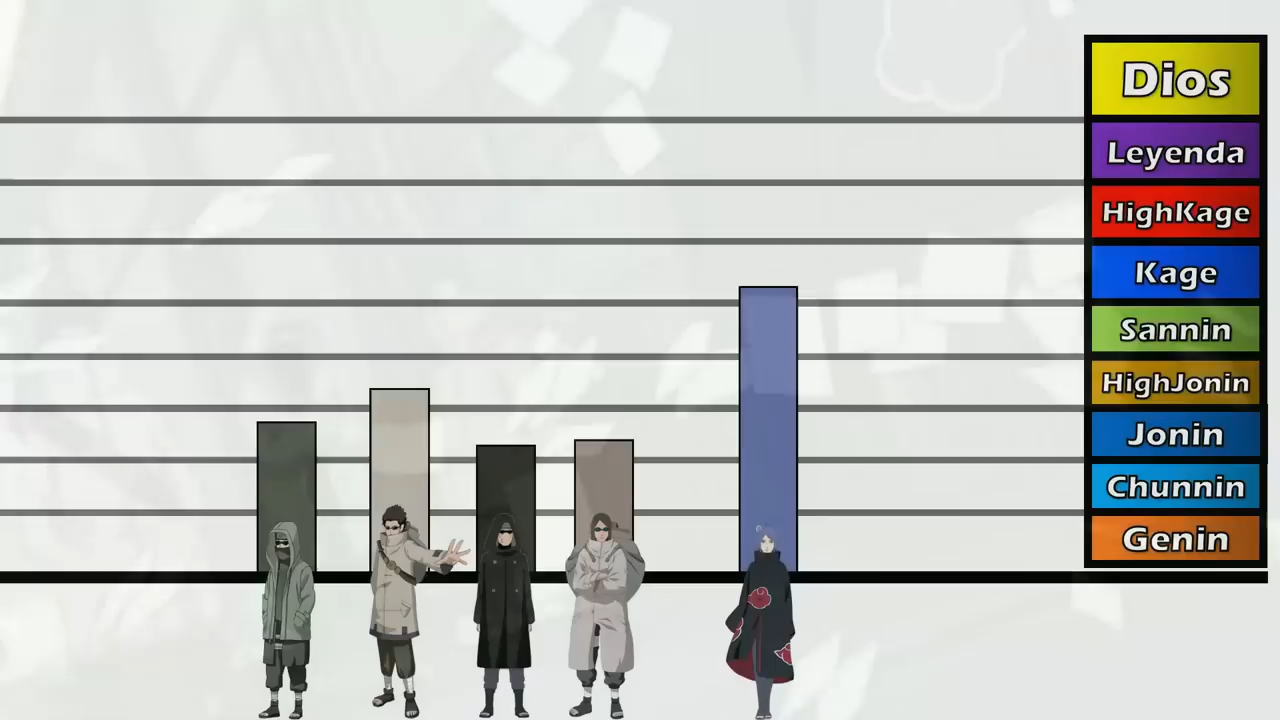 Dios
Leyenda
HighKage
Kage
Sannin
HighJonin
Jonin
Chunnin
Genin